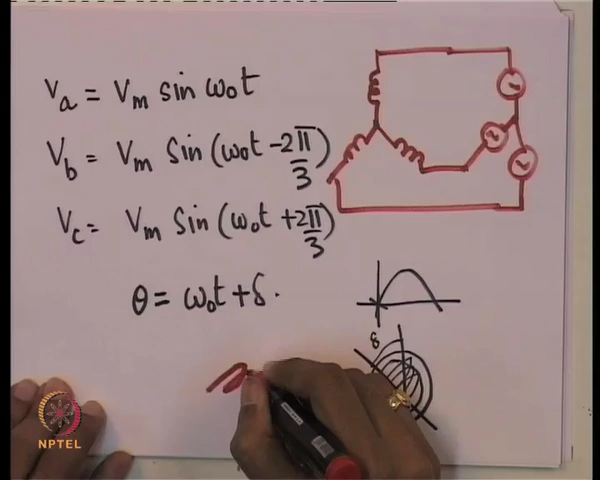 Va = Vm sin ω₀t
Vb = Vm Sin (ω₀t - 2π/3)
Vc = Vm Sin (ω₀t + 2π/3)
θ = ω₀t + δ.
δ
NPTEL